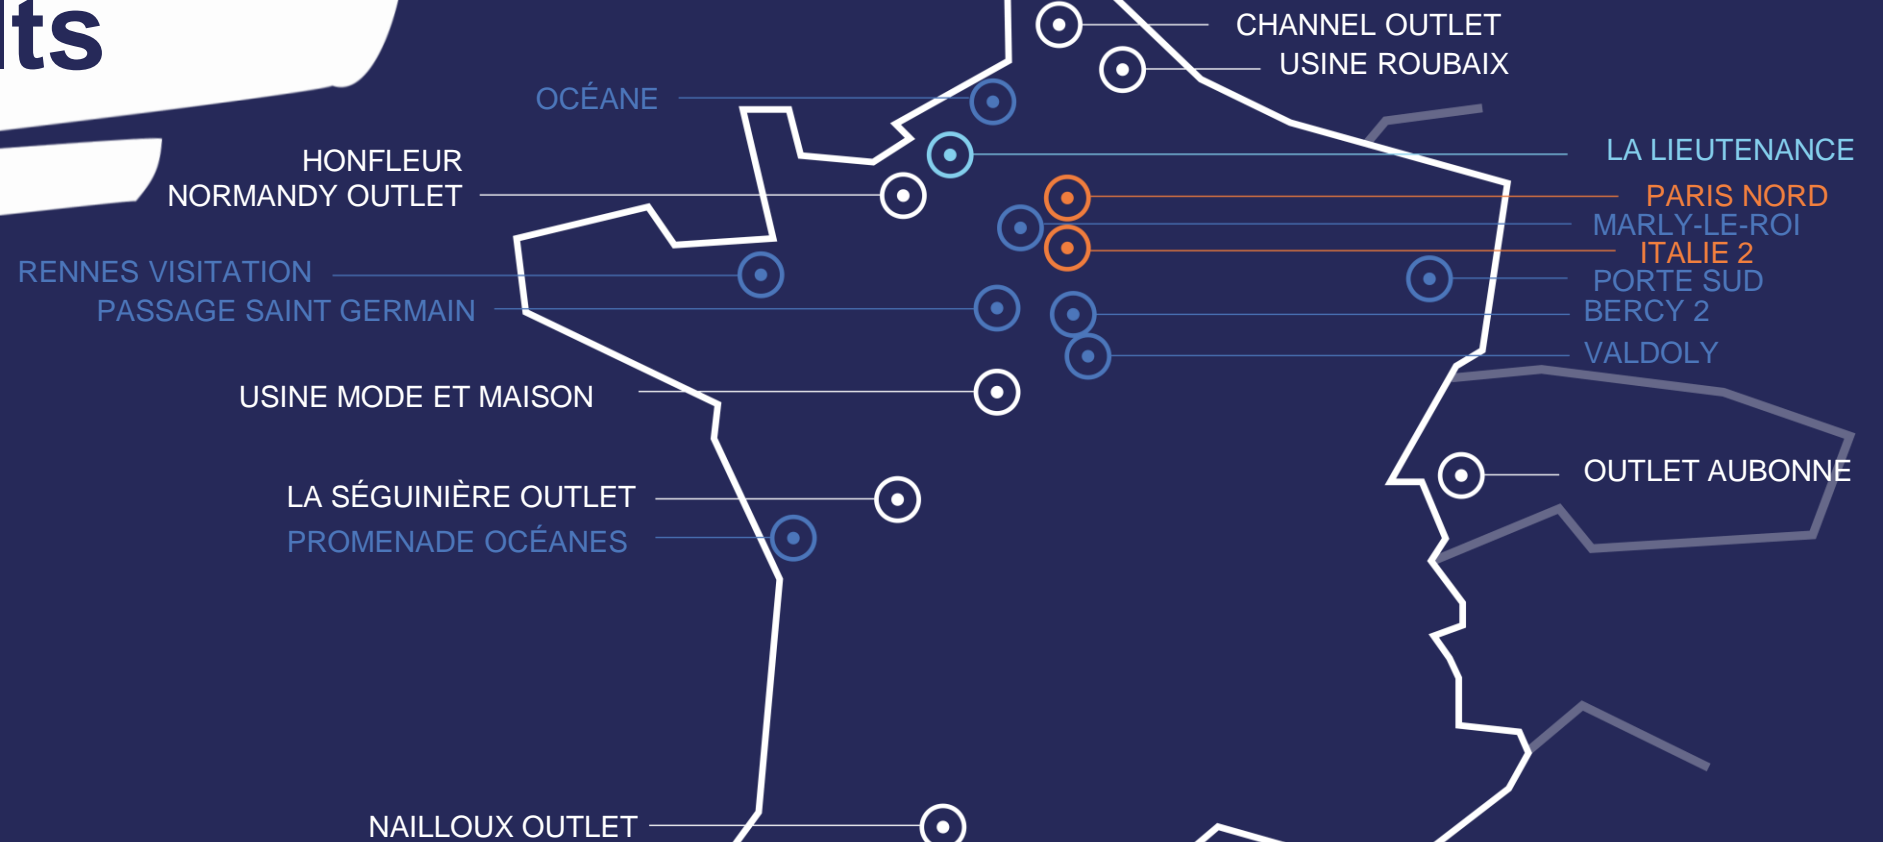 lts
CHANNEL OUTLET
USINE ROUBAIX
OCÉANE
HONFLEUR
NORMANDY OUTLET
LA LIEUTENANCE
PARIS NORD
MARLY-LE-ROI
ITALIE 2
RENNES VISITATION
PORTE SUD
PASSAGE SAINT GERMAIN
BERCY 2
VALDOLY
USINE MODE ET MAISON
OUTLET AUBONNE
LA SÉGUINIÈRE OUTLET
PROMENADE OCÉANES
NAILLOUX OUTLET